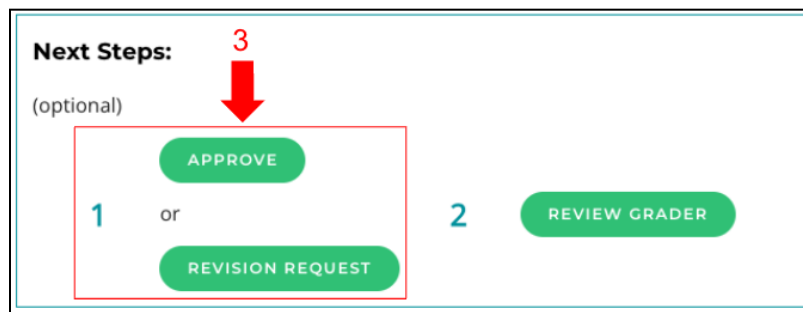 Next Steps:
3
(optional)
APPROVE
1
or
2
REVIEW GRADER
REVISION REQUEST